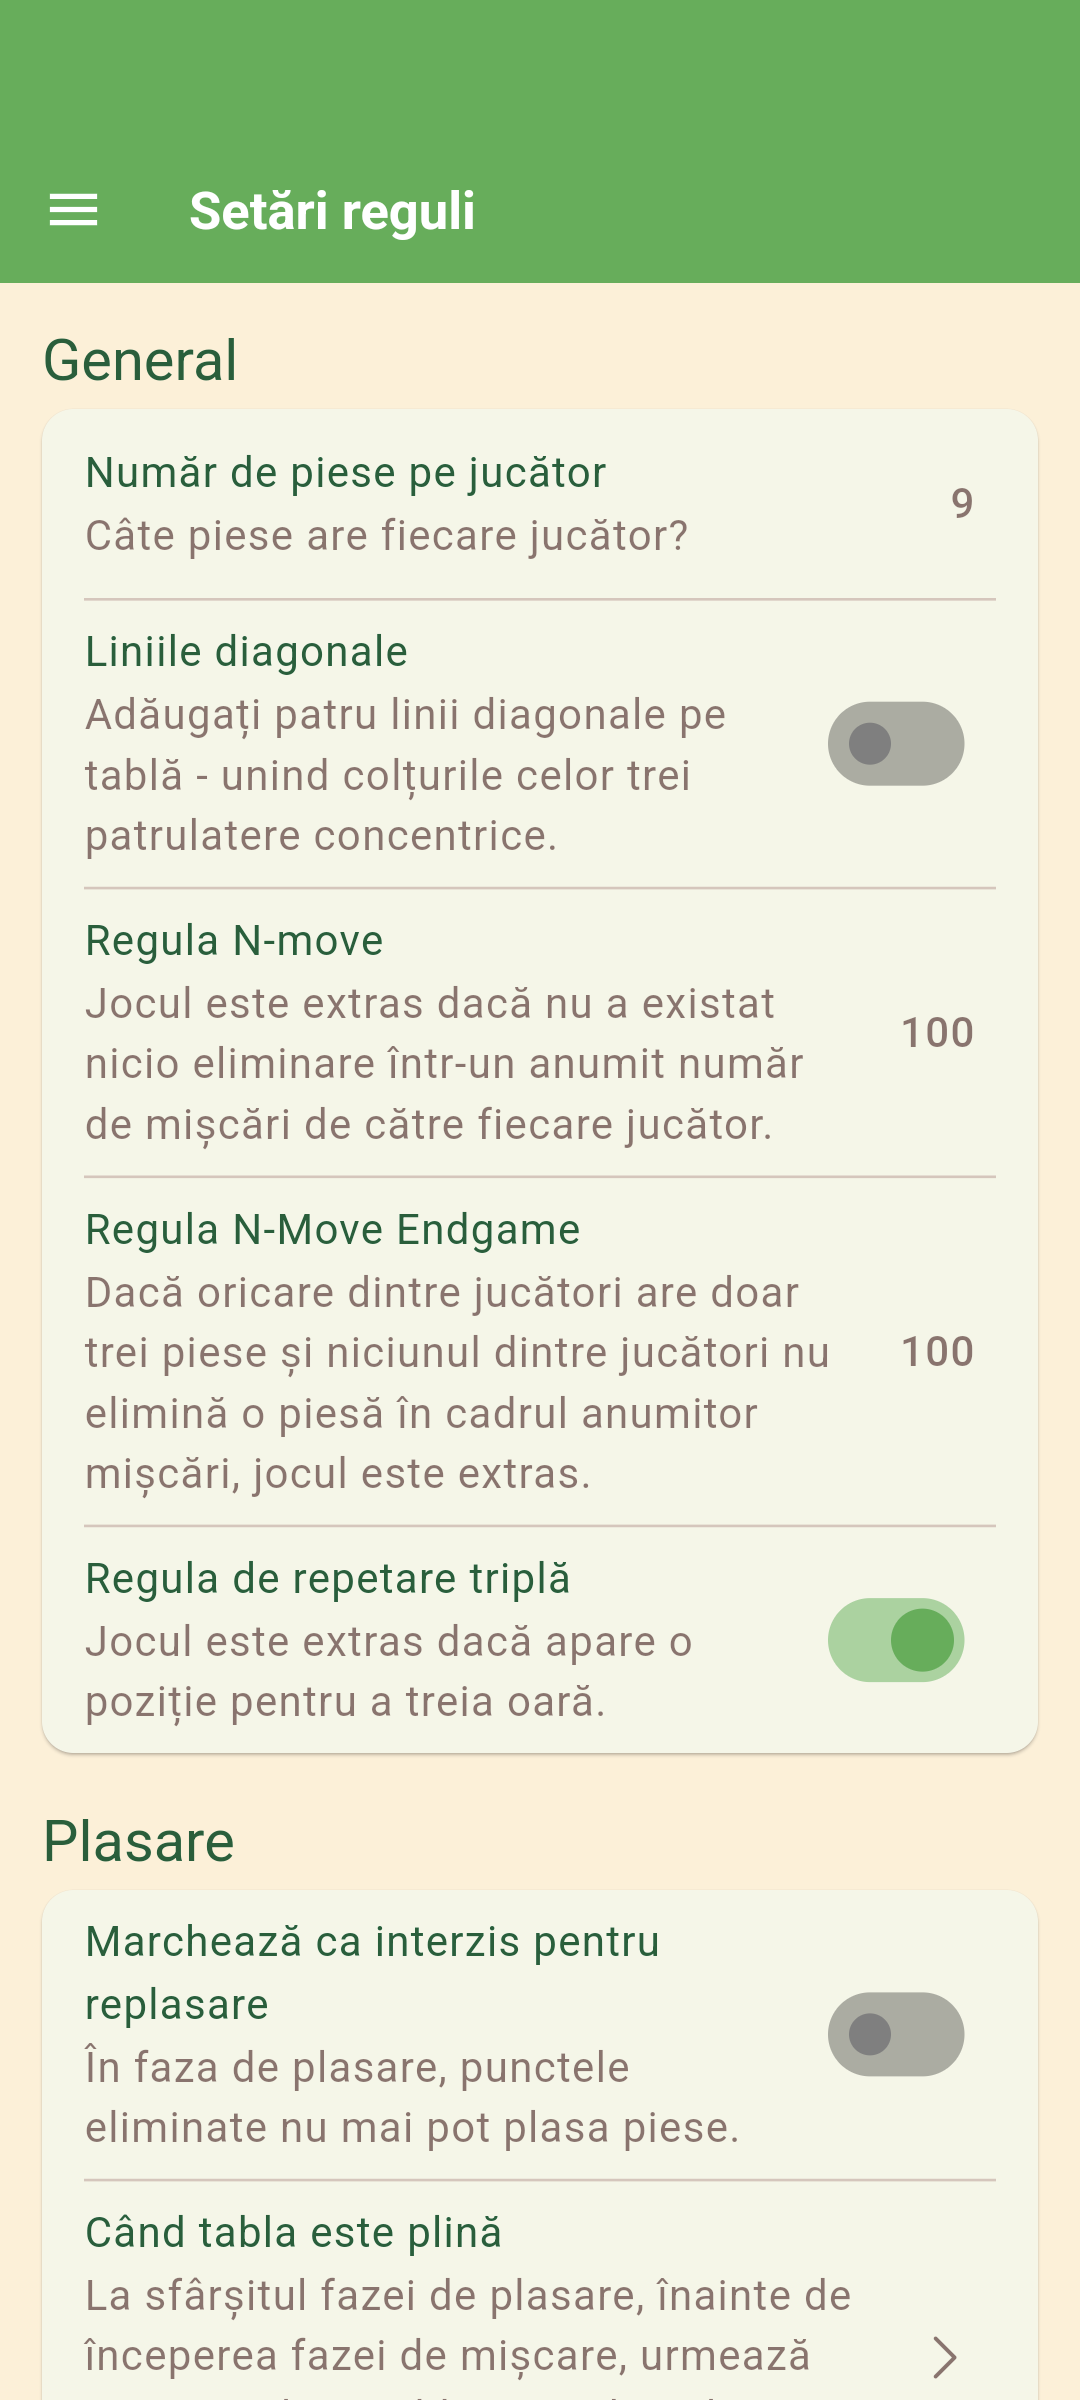 Setări reguli
General
Număr de piese pe jucător
Câte piese are fiecare jucător?
9
Liniile diagonale
Adăugați patru linii diagonale pe
tablă - unind colțurile celor trei
patrulatere concentrice.
Regula N-move
Jocul este extras dacă nu a existat
nicio eliminare într-un anumit număr
de mișcări de către fiecare jucător.
100
Regula N-Move Endgame
Dacă oricare dintre jucători are doar
trei piese și niciunul dintre jucători nu
elimină o piesă în cadrul anumitor
mișcări, jocul este extras.
100
Regula de repetare triplă
Jocul este extras dacă apare o
poziție pentru a treia oară.
Plasare
Marchează ca interzis pentru
replasare
În faza de plasare, punctele
eliminate nu mai pot plasa piese.
Când tabla este plină
La sfârșitul fazei de plasare, înainte de
începerea fazei de mișcare, urmează